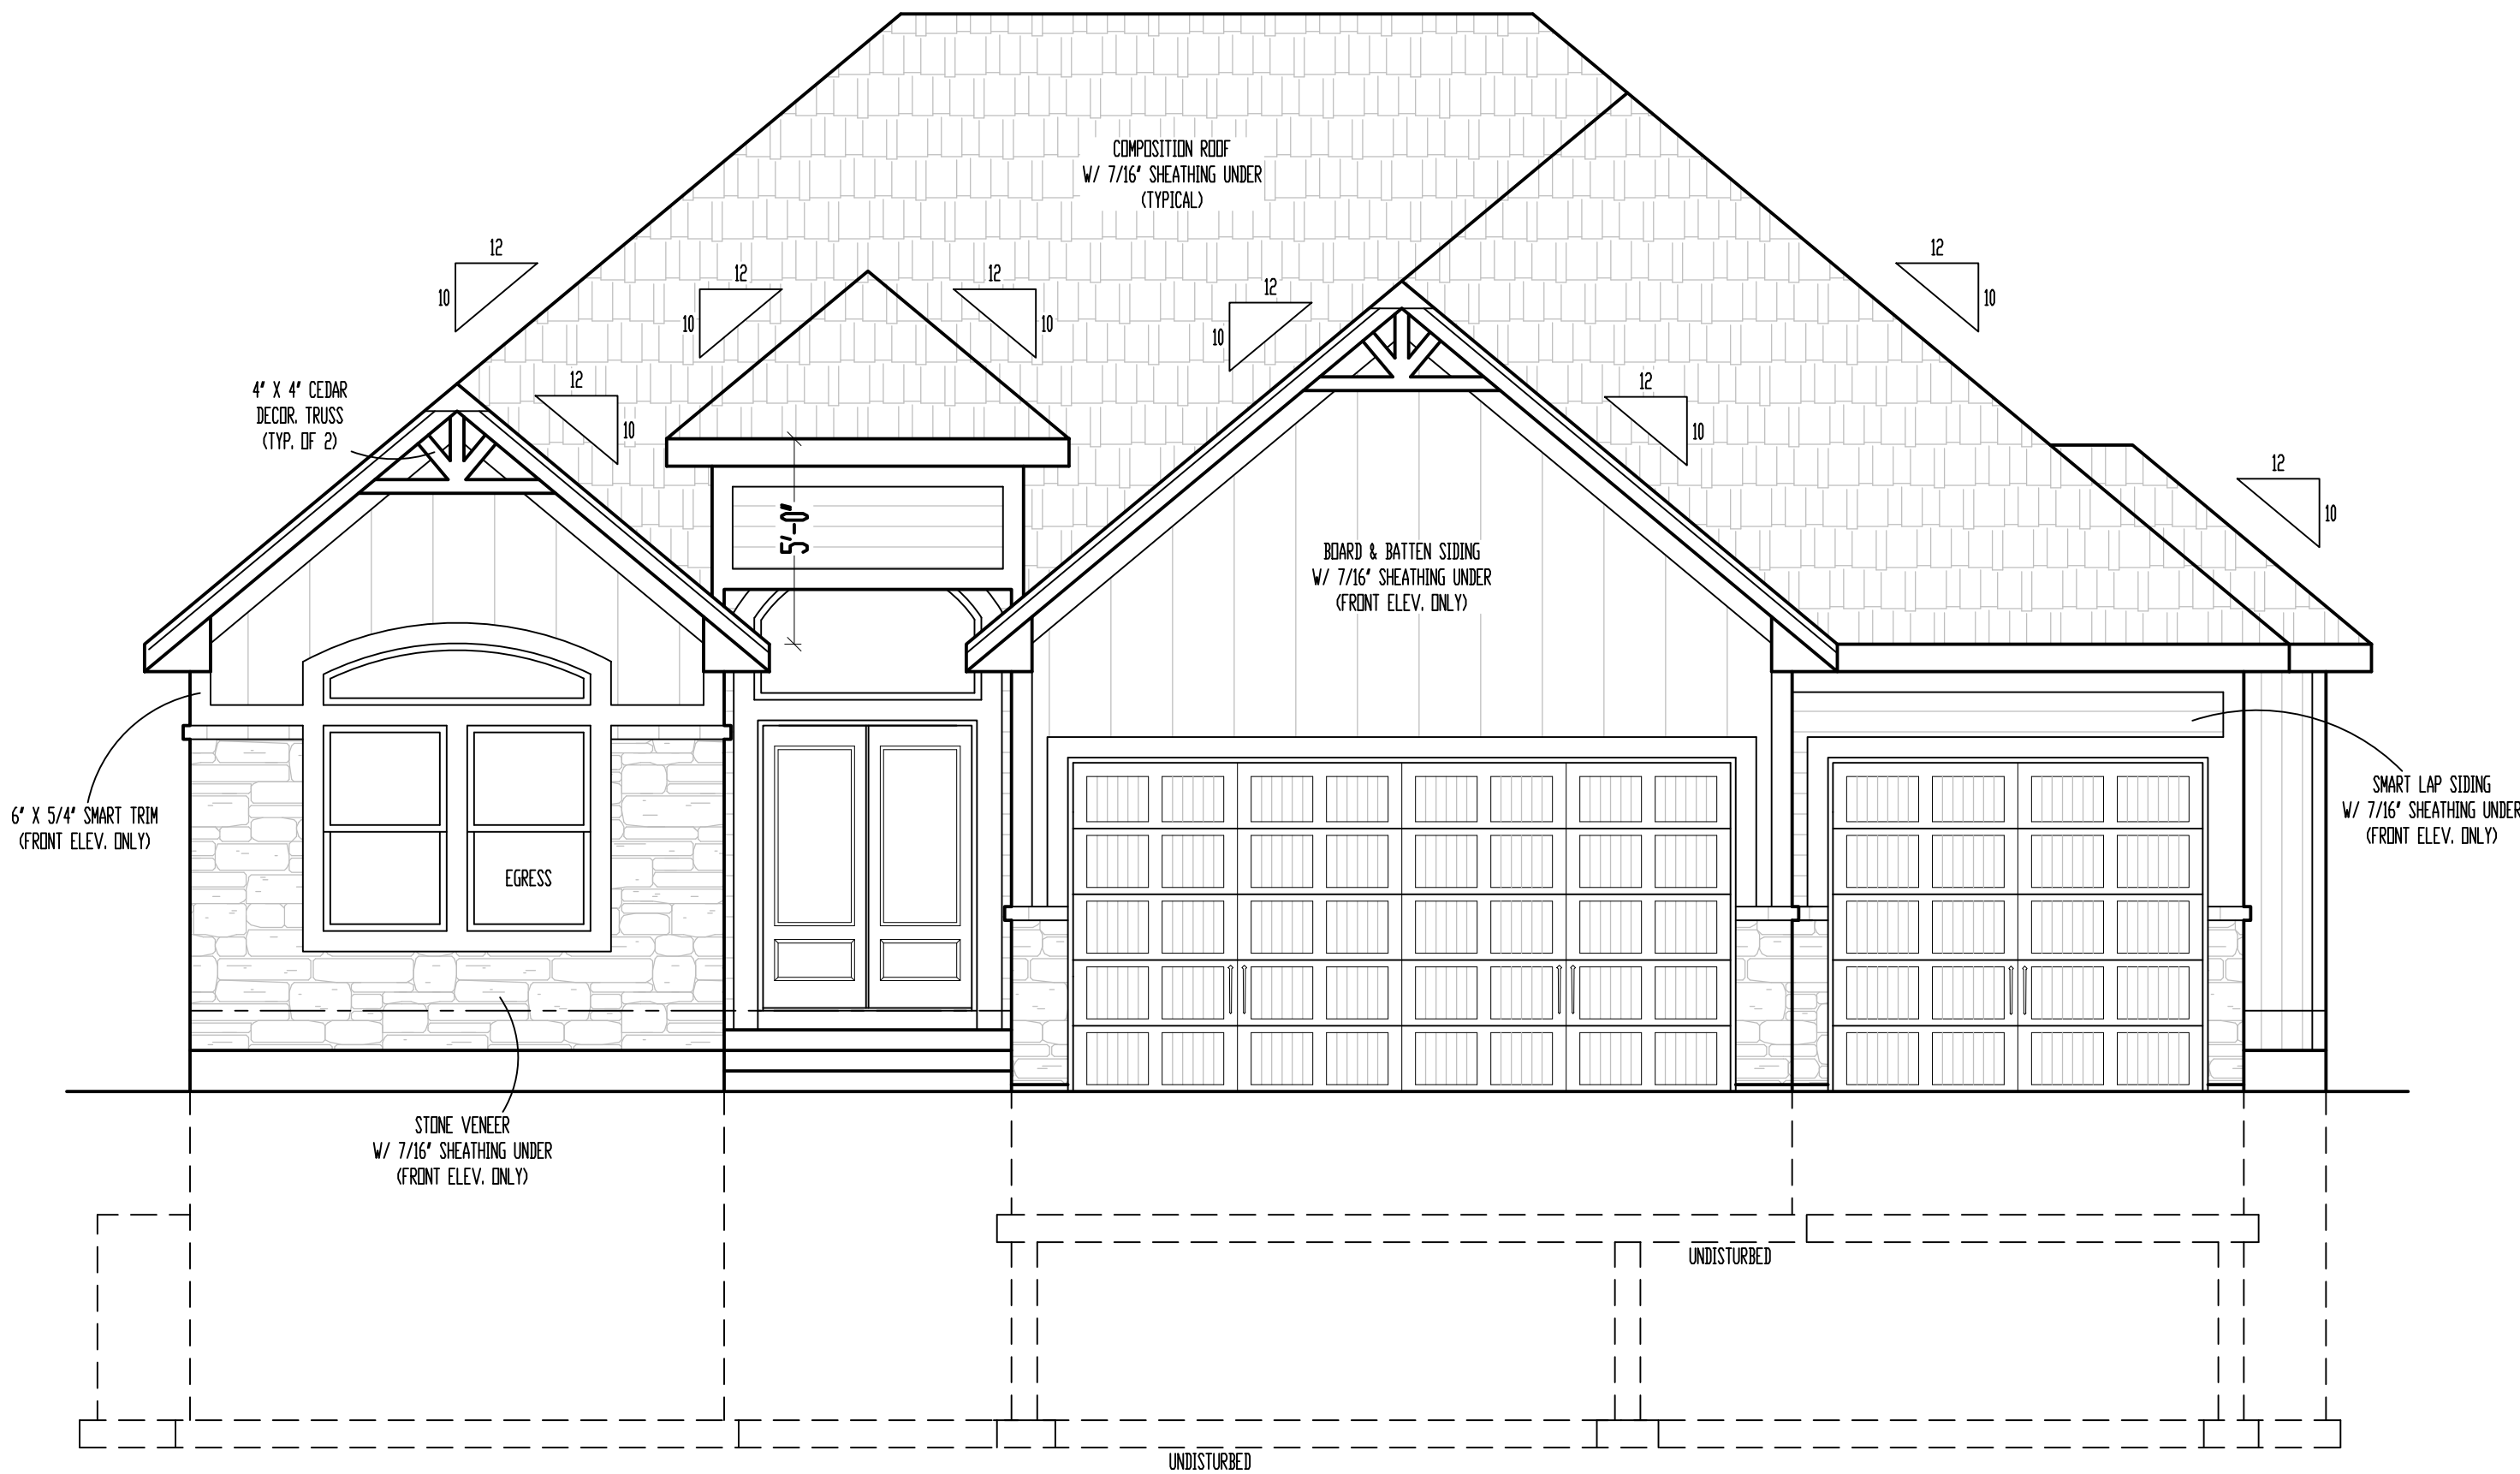 COMPOSITION ROOF
W/ 7/16" SHEATHING UNDER
(TYPICAL)
12
10
12
10
12
10
12
10
12
10
12
10
12
10
12
10
4" X 4" CEDAR
DECOR. TRUSS
(TYP. OF 2)
5'-0"
BOARD & BATTEN SIDING
W/ 7/16" SHEATHING UNDER
(FRONT ELEV. ONLY)
6" X 5/4" SMART TRIM
(FRONT ELEV. ONLY)
SMART LAP SIDING
W/ 7/16" SHEATHING UNDER
(FRONT ELEV. ONLY)
EGRESS
STONE VENEER
W/ 7/16" SHEATHING UNDER
(FRONT ELEV. ONLY)
UNDISTURBED
UNDISTURBED